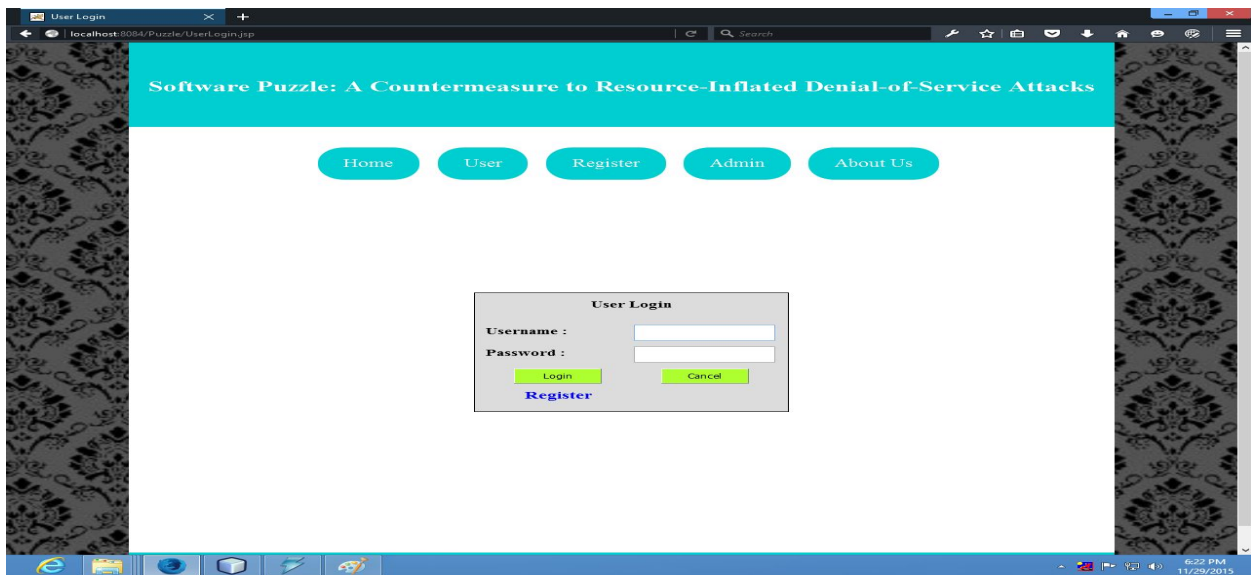 User Login
localhost:8084/Puzzle/UserLogin.jsp
Search
Software Puzzle: A Countermeasure to Resource-Inflated Denial-of-Service Attacks
Home User Register Admin About Us
User Login
Username :
Password :
Login Cancel
Register
6:22 PM
11/29/2015